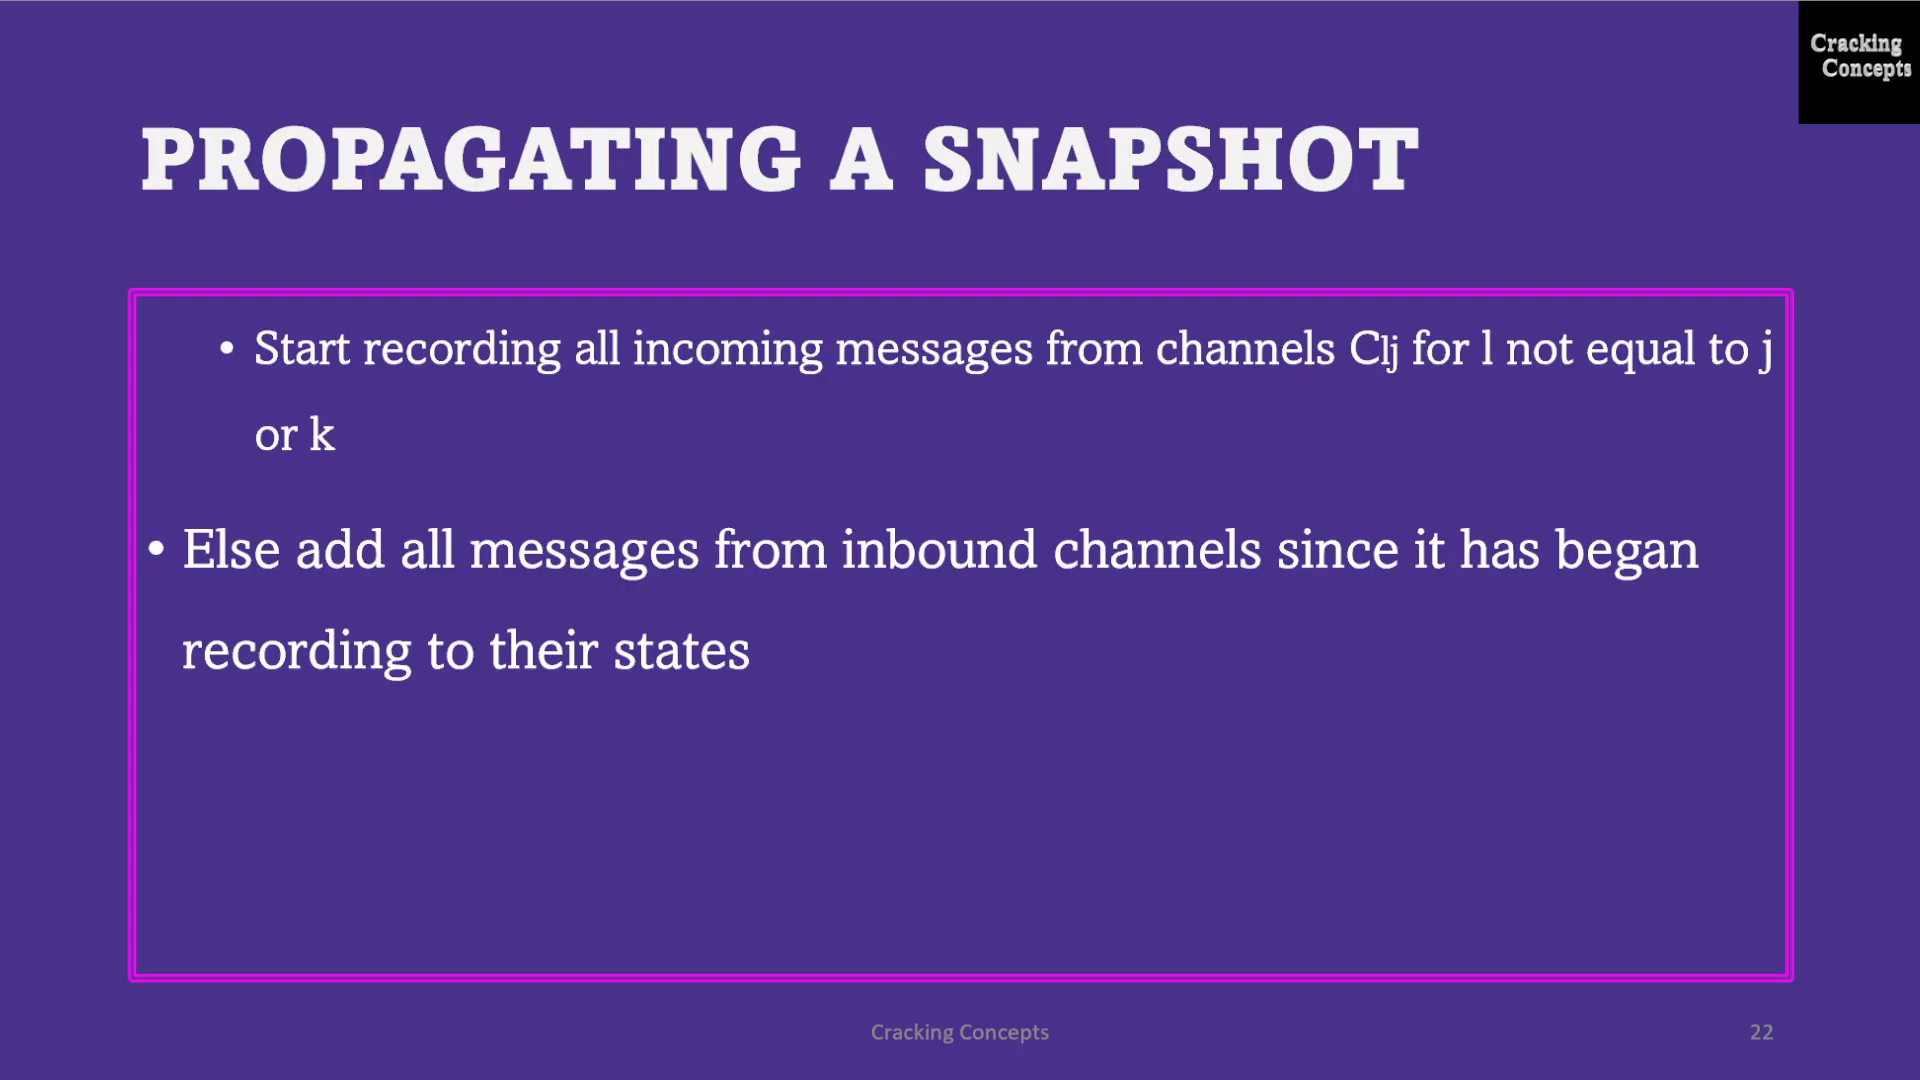 Cracking
Concepts
PROPAGATING A SNAPSHOT
• Start recording all incoming messages from channels Clj for l not equal to j
or k
• Else add all messages from inbound channels since it has began
recording to their states
Cracking Concepts
22